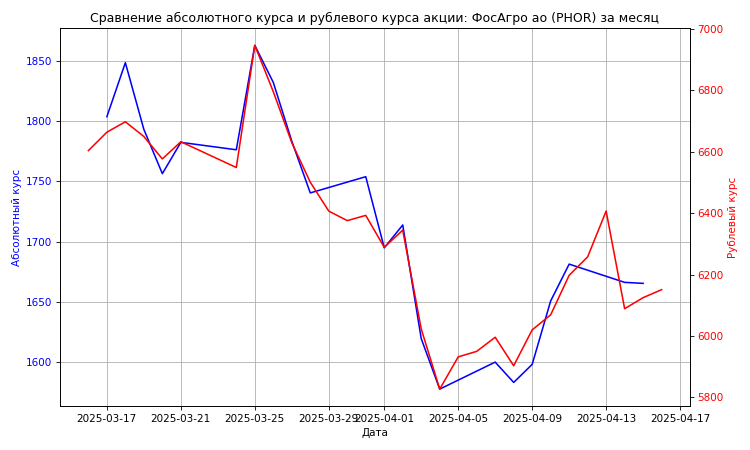 Сравнение абсолютного курса и рублевого курса акции: ФосАгро ао (PHOR) за месяц
7000
1850
6800
1800
6600
1750
6400
1700
6200
1650
6000
1600
5800
Абсолютный курс
Рублевый курс
2025-03-17 2025-03-21 2025-03-25 2025-03-29 2025-04-01 2025-04-05 2025-04-09 2025-04-13 2025-04-17
Дата